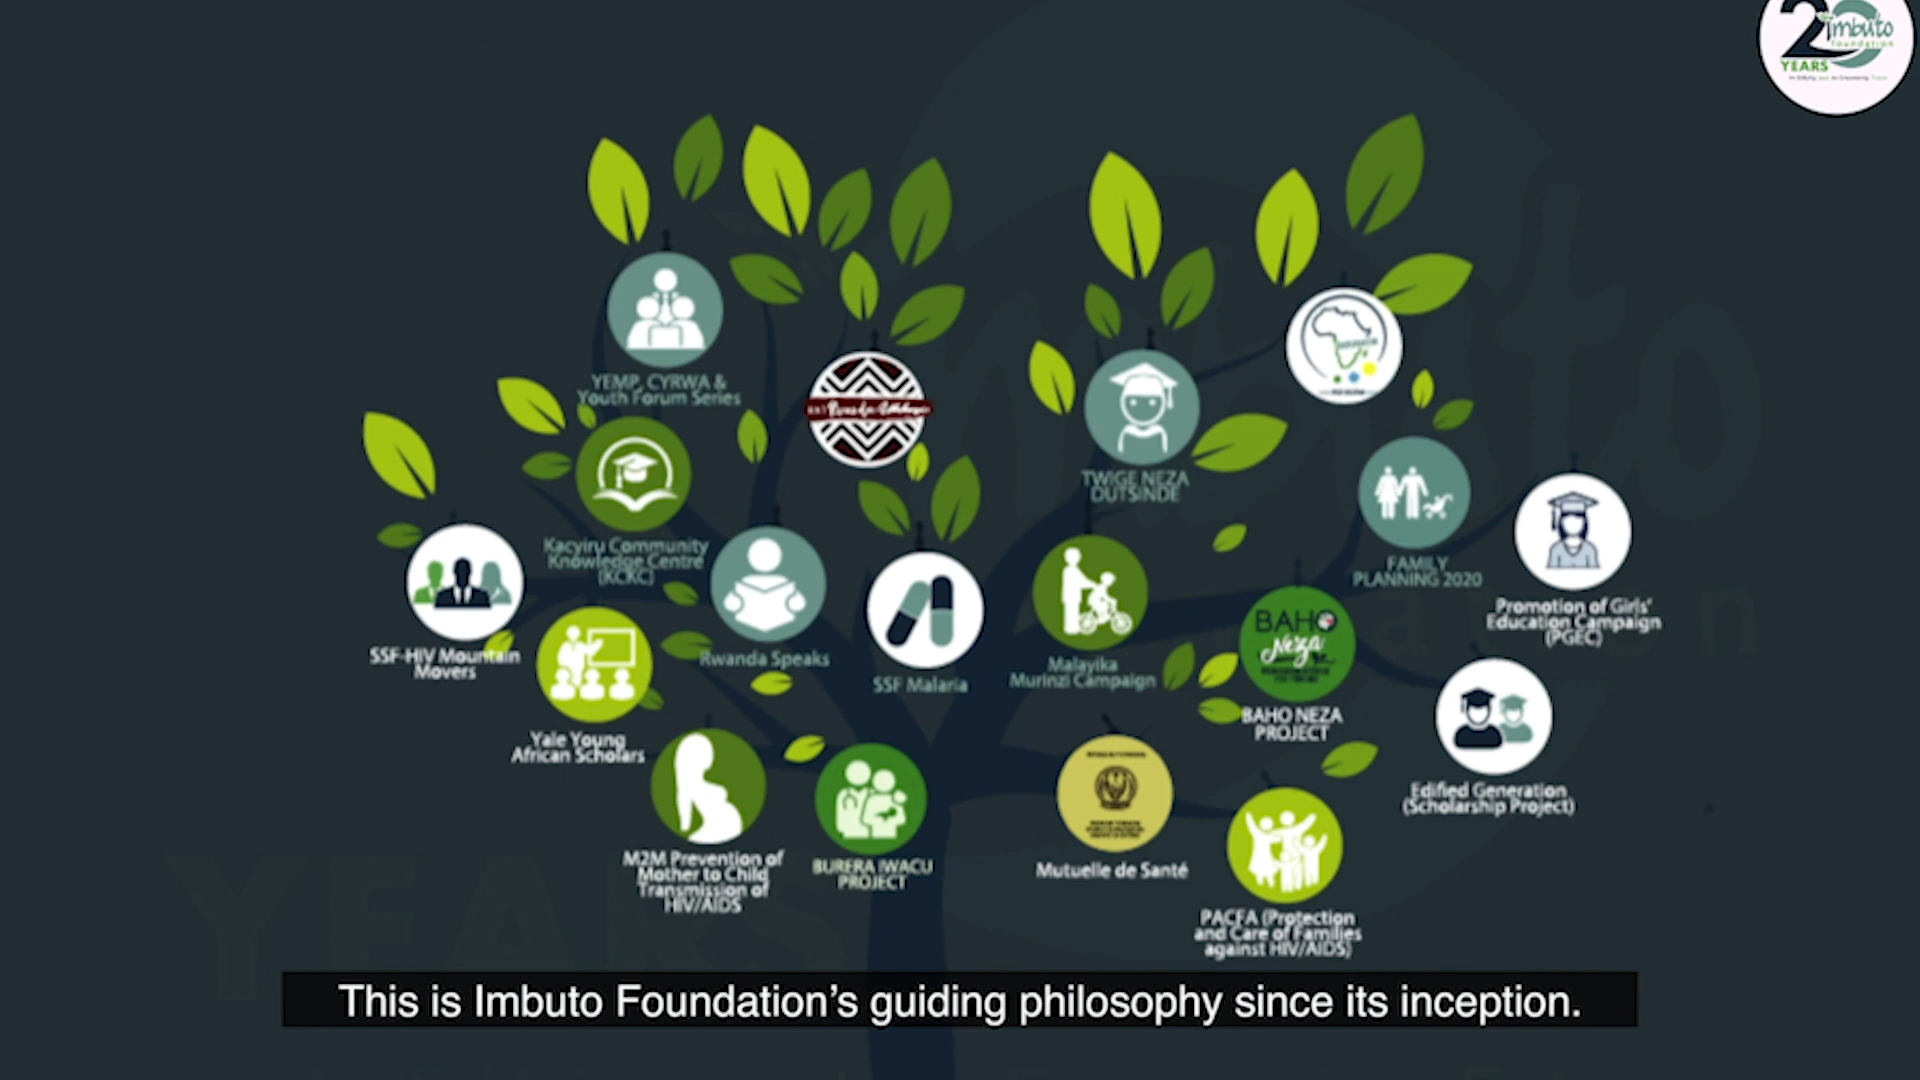 20
imbuto
foundation
YEARS
YEMP, CYRWA &
Youth Forum Series
TWIGE NEZA
DUTSINDE
Kacyiru Community
Knowledge Centre
(KCKC)
FAMILY
PLANNING 2020
Promotion of Girls'
Education Campaign
(PGEC)
SSF-HIV Mountain
Movers
Rwanda Speaks
SSF Malaria
Malayika
Murinzi Campaign
BAHO
Neza
BAHO NEZA
PROJECT
Yale Young
African Scholars
Edified Generation
(Scholarship Project)
M2M Prevention of
Mother to Child
Transmission of
HIV/AIDS
BURERA IWACU
PROJECT
Mutuelle de Santé
PACFA (Protection
and Care of Families
against HIV/AIDS)
This is Imbuto Foundation’s guiding philosophy since its inception.